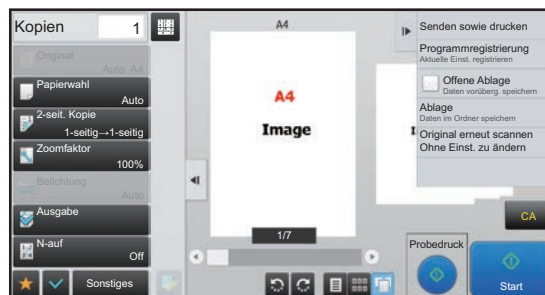 Kopien 1
Original
Auto A4
Papierwahl
Auto
2-seit. Kopie
1-seitig→1-seitig
Zoomfaktor
100%
Belichtung
Auto
Ausgabe
N-auf
Off
Sonstiges
A4
A4
Image
1/7
Senden sowie drucken
Programmregistrierung
Aktuelle Einst. registrieren
Offene Ablage
Daten vorüberg. speichern
Ablage
Daten im Ordner speichern
Original erneut scannen
Ohne Einst. zu ändern
CA
Probedruck
Start